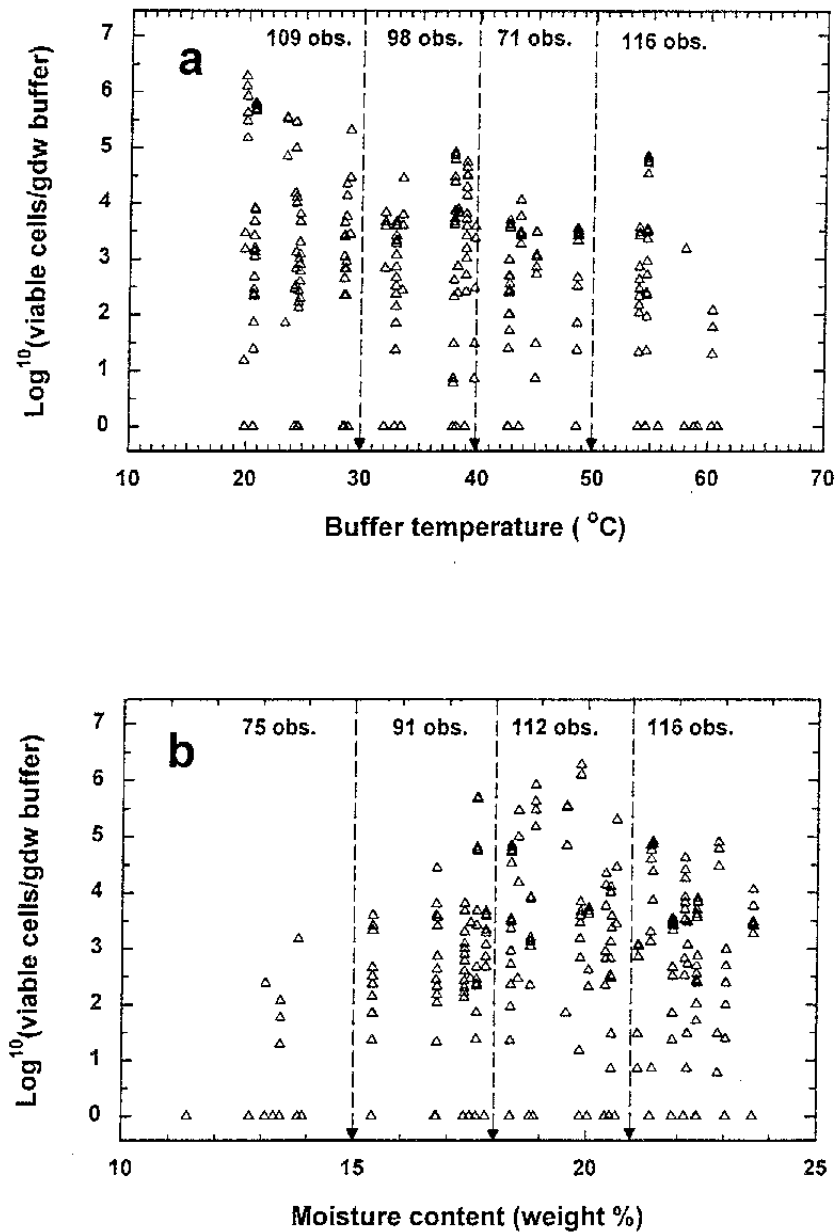 a
109 obs. 98 obs. 71 obs. 116 obs.
7
6
5
4
3
2
1
0
Log¹⁰(viable cells/gdw buffer)
10 20 30 40 50 60 70
Buffer temperature ( °C)
b
75 obs. 91 obs. 112 obs. 116 obs.
7
6
5
4
3
2
1
0
Log¹⁰(viable cells/gdw buffer)
10 15 20 25
Moisture content (weight %)